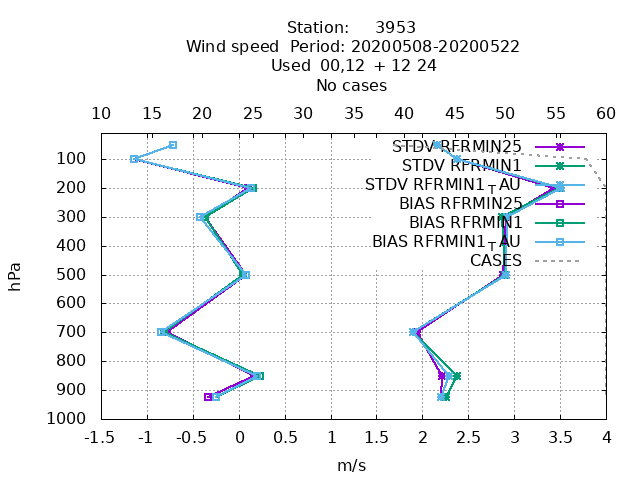 Station: 3953
Wind speed Period: 20200508-20200522
Used 00,12 + 12 24
No cases
10 15 20 25 30 35 40 45 50 55 60
STDV RFRMIN25
STDV RFRMIN1
STDV RFRMIN1_TAU
BIAS RFRMIN25
BIAS RFRMIN1
BIAS RFRMIN1_TAU
CASES
100
200
300
400
500
600
700
800
900
1000
hPa
-1.5 -1 -0.5 0 0.5 1 1.5 2 2.5 3 3.5 4
m/s